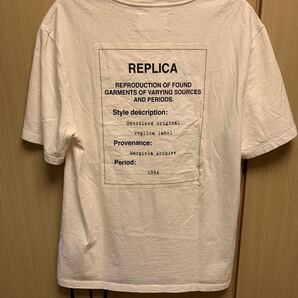 REPLICA
REPRODUCTION OF FOUND
GARMENTS OF VARYING SOURCES
AND PERIODS.
Style description:
Oversized original
replica label
Provenance:
Margiela Archives
Period:
1994